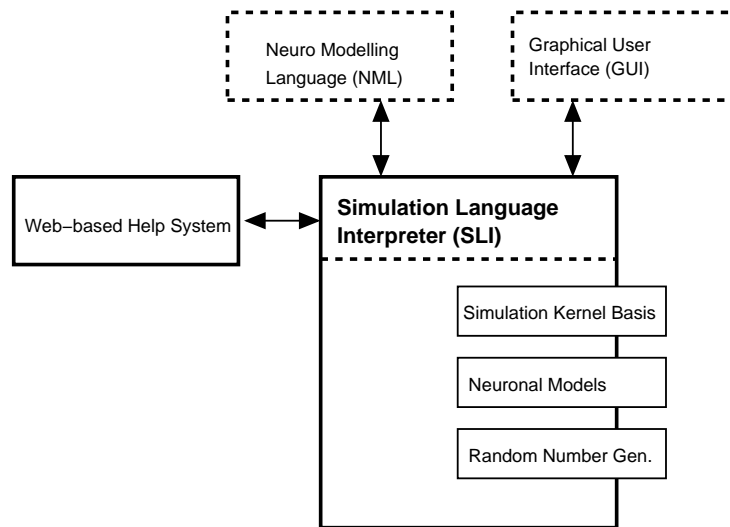 Neuro Modelling
Language (NML)
Graphical User
Interface (GUI)
Web−based Help System
Simulation Language
Interpreter (SLI)
Simulation Kernel Basis
Neuronal Models
Random Number Gen.